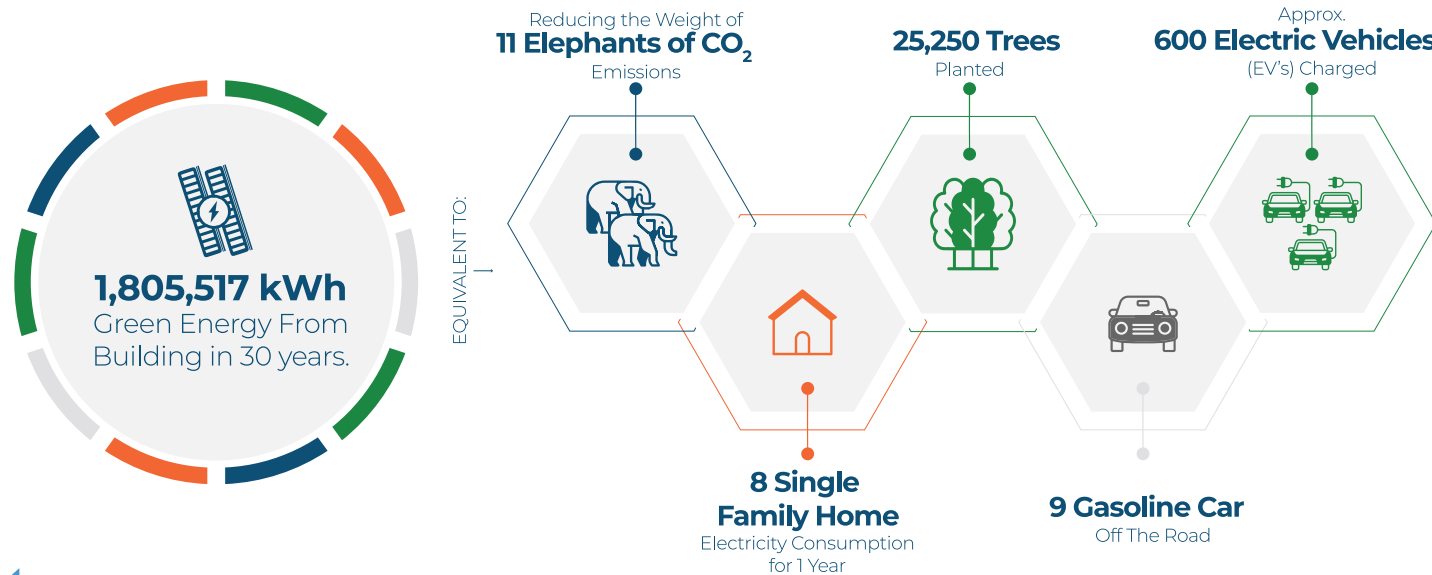 1,805,517 kWh
Green Energy From
Building in 30 years.
EQUIVALENT TO:
Reducing the Weight of
11 Elephants of CO₂
Emissions
8 Single
Family Home
Electricity Consumption
for 1 Year
25,250 Trees
Planted
9 Gasoline Car
Off The Road
Approx.
600 Electric Vehicles
(EV's) Charged